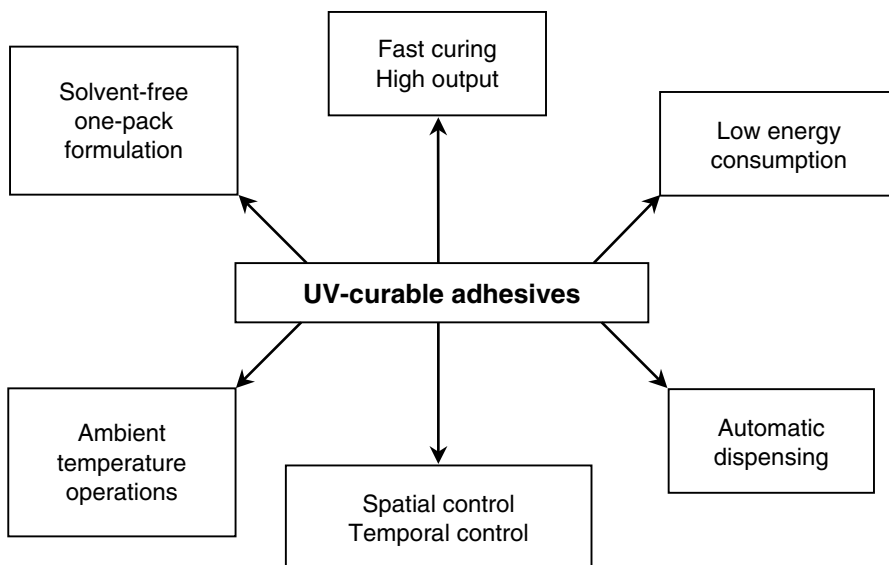 Solvent-free
one-pack
formulation
Fast curing
High output
Low energy
consumption
UV-curable adhesives
Ambient
temperature
operations
Spatial control
Temporal control
Automatic
dispensing